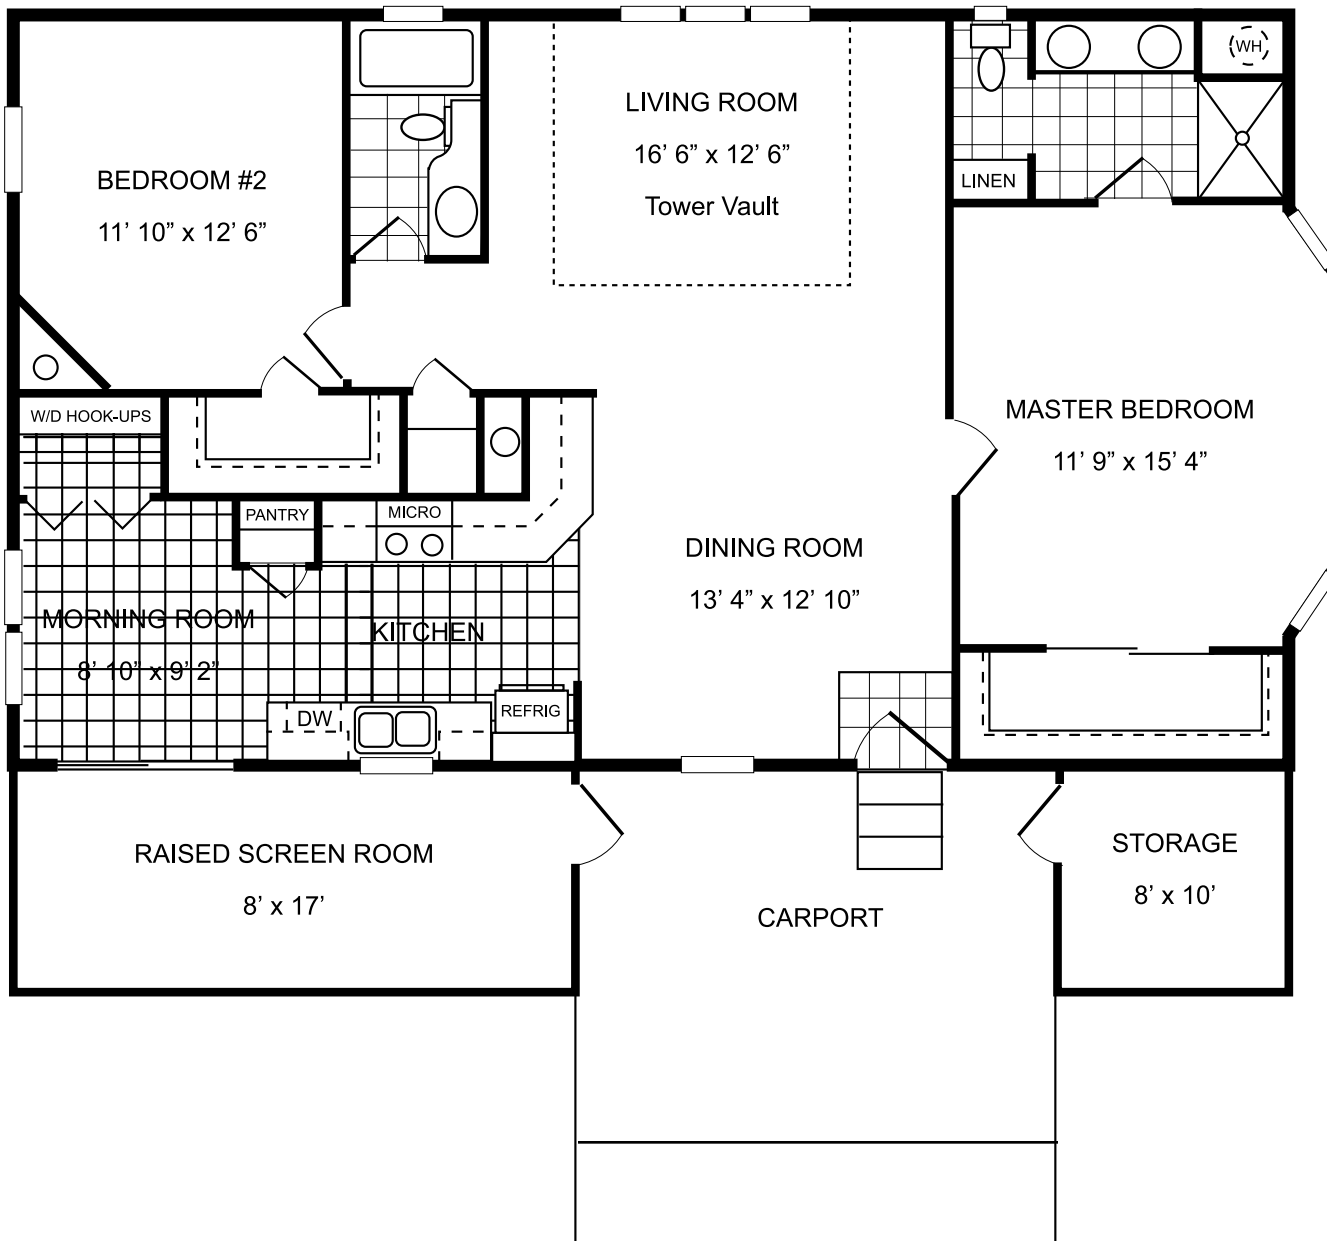 LIVING ROOM
16’ 6” x 12’ 6”
Tower Vault
WH
LINEN
BEDROOM #2
11’ 10” x 12’ 6”
W/D HOOK-UPS
MASTER BEDROOM
11’ 9” x 15’ 4”
PANTRY
MICRO
DINING ROOM
13’ 4” x 12’ 10”
MORNING ROOM
8’ 10” x 9’ 2”
KITCHEN
DW
REFRIG
RAISED SCREEN ROOM
8’ x 17’
CARPORT
STORAGE
8’ x 10’